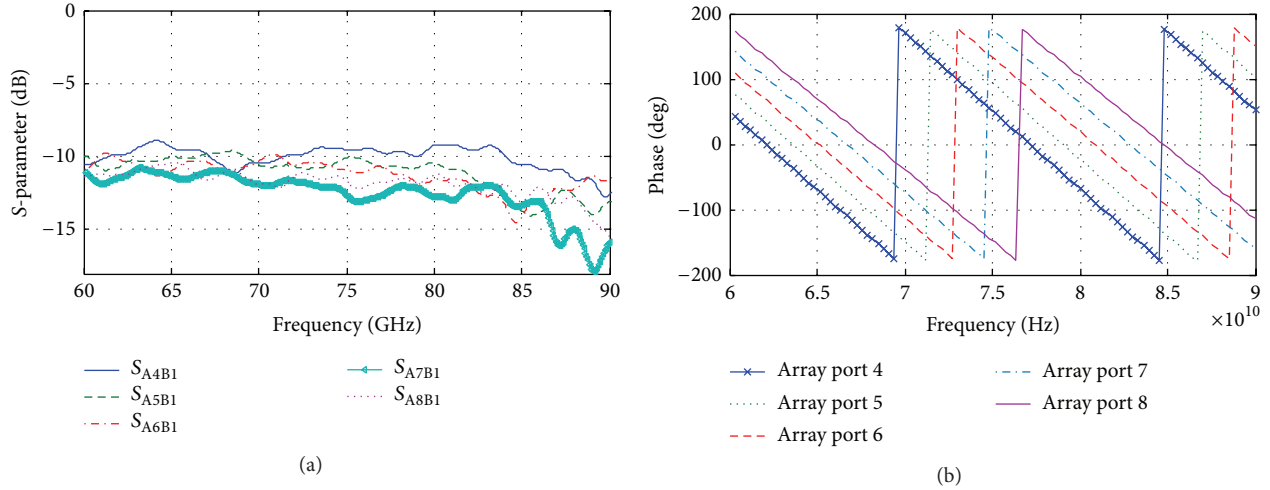 0
−5
−10
−15
S-parameter (dB)
60 65 70 75 80 85 90
Frequency (GHz)
S_A4B1
S_A5B1
S_A6B1
S_A7B1
S_A8B1
(a)
200
100
0
−100
−200
Phase (deg)
6 6.5 7 7.5 8 8.5 9
×10^10
Frequency (Hz)
Array port 4
Array port 5
Array port 6
Array port 7
Array port 8
(b)